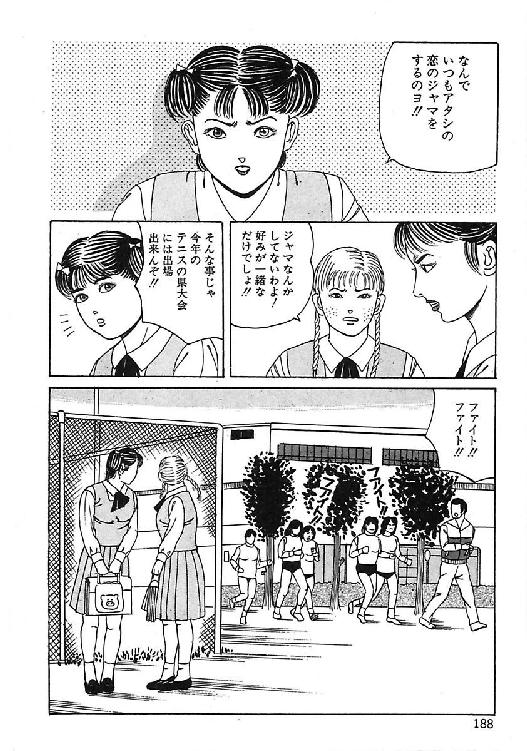 なんで
いつもアタシの
恋のジャマを
するのヨ!!
ジャマなんか
してないわよ!
好みが一緒な
だけでしょ!!
そんな事じゃ
今年の
テニスの県大会
には出場
出来んぞ!!
ファイト!!
ファイト!!
ファイ!!
ファイト!!
188